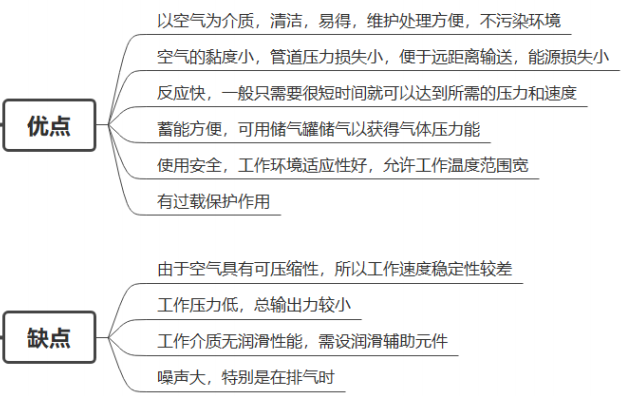 优点
以空气为介质，清洁，易得，维护处理方便，不污染环境
空气的黏度小，管道压力损失小，便于远距离输送，能源损失小
反应快，一般只需要很短时间就可以达到所需的压力和速度
蓄能方便，可用储气罐储气以获得气体压力能
使用安全，工作环境适应性好，允许工作温度范围宽
有过载保护作用
缺点
由于空气具有可压缩性，所以工作速度稳定性较差
工作压力低，总输出力较小
工作介质无润滑性能，需设润滑辅助元件
噪声大，特别是在排气时